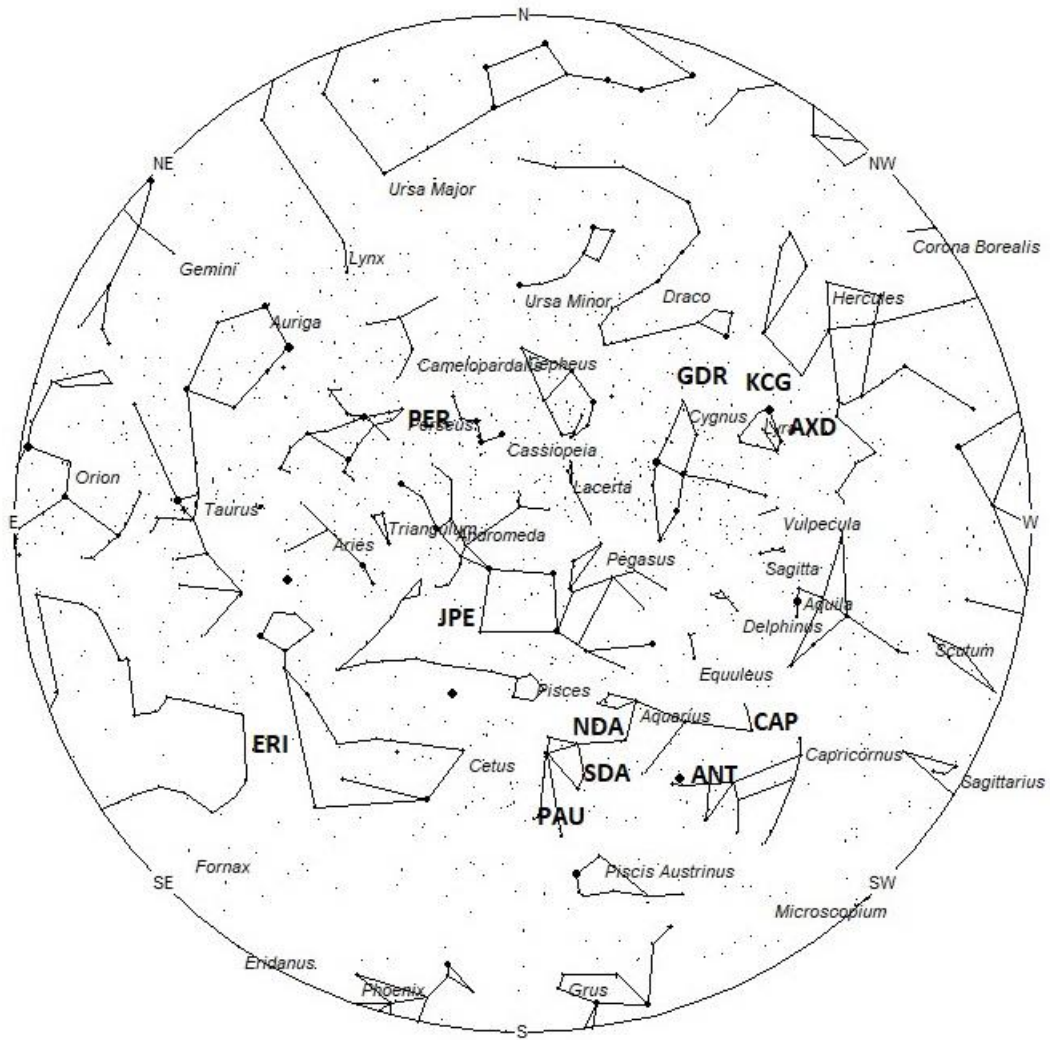 N
NE
NW
Ursa Major
Corona Borealis
Lynx
Gemini
Ursa Minor
Draco
Hercules
Auriga
Camelopardalis
Cepheus
GDR
KCG
PER
Perseus
Cygnus
Lyra
AXD
Cassiopeia
Orion
Lacerta
Taurus
E
W
Triangulum
Andromeda
Vulpecula
Aries
Pegasus
Sagitta
Aquila
JPE
Delphinus
Scutum
Equuleus
Pisces
Aquarius
CAP
NDA
ERI
Capricornus
Cetus
SDA
ANT
Sagittarius
PAU
Fornax
Piscis Austrinus
SE
SW
Microscopium
Eridanus
Phoenix
Grus
S